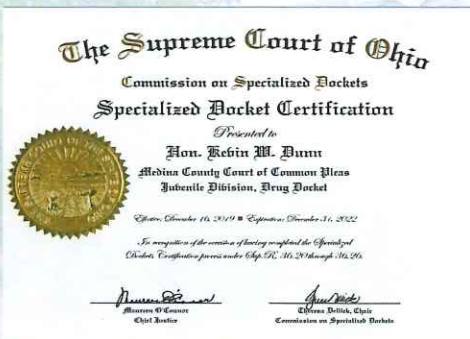 The Supreme Court of Ohio
Commission on Specialized Dockets
Specialized Docket Certification
Presented to
Hon. Kevin W. Dunn
Medina County Court of Common Pleas
Juvenile Division, Drug Docket
Effective: December 16, 2019 ■ Expiration: December 31, 2022
In recognition of the occasion of having completed the Specialized
Dockets Certification process under Sup.R. 36.20 through 36.26.
Maureen O'Connor
Chief Justice
Theresa Dellick, Chair
Commission on Specialized Dockets